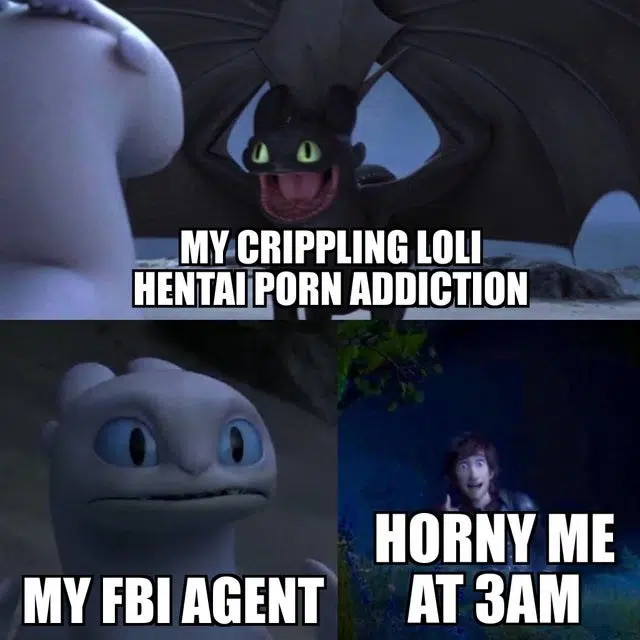 MY CRIPPLING LOLI
HENTAI PORN ADDICTION
MY FBI AGENT
HORNY ME
AT 3AM